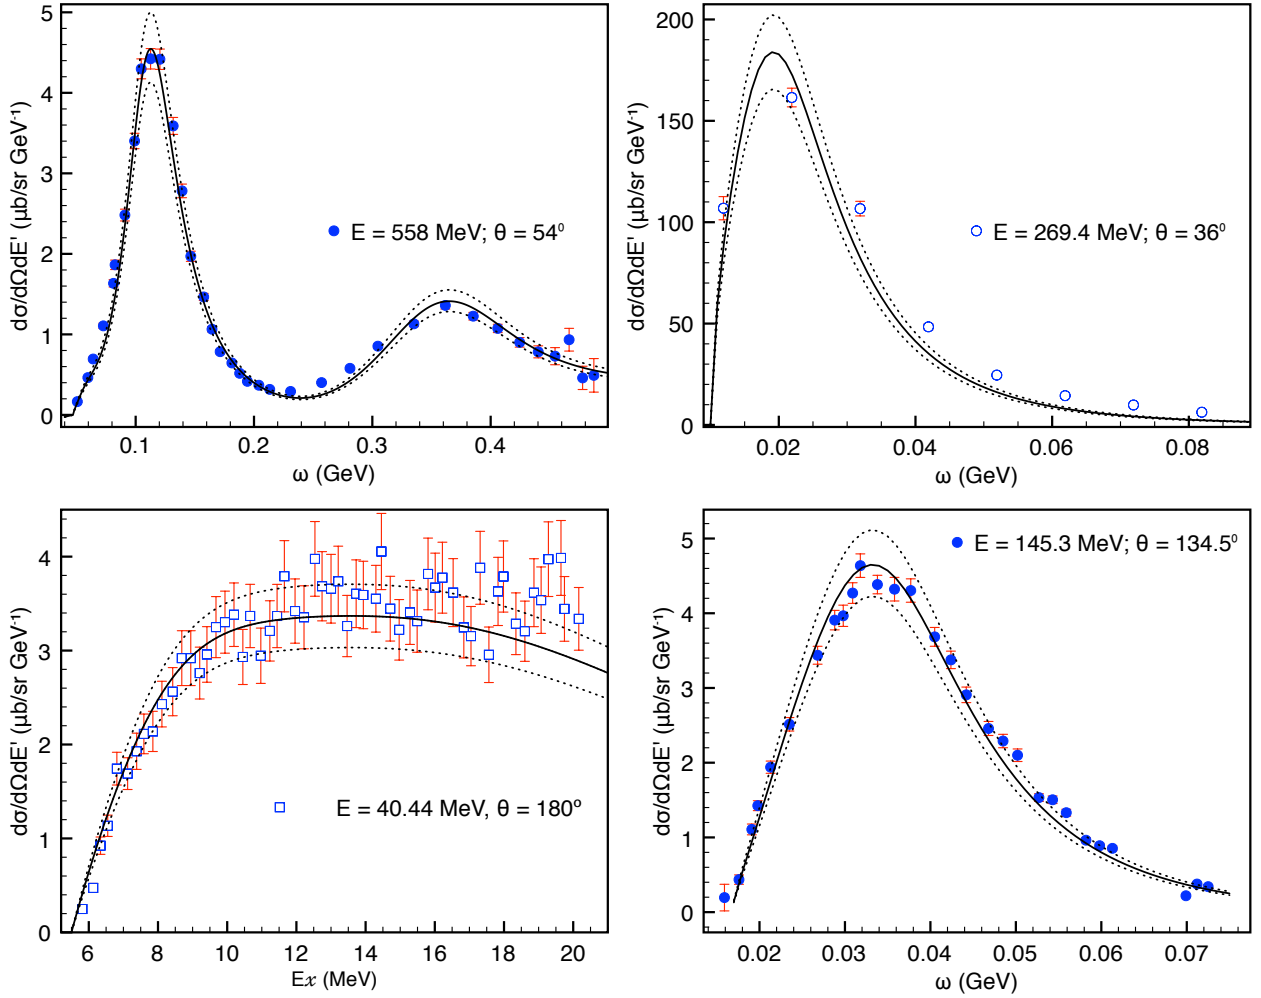 5
4
3
2
1
0
dσ/dΩdE' (μb/sr GeV⁻¹)
E = 558 MeV; θ = 54⁰
0.1 0.2 0.3 0.4
ω (GeV)
200
150
100
50
0
dσ/dΩdE' (μb/sr GeV⁻¹)
E = 269.4 MeV; θ = 36⁰
0.02 0.04 0.06 0.08
ω (GeV)
4
3
2
1
0
dσ/dΩdE' (μb/sr GeV⁻¹)
E = 40.44 MeV, θ = 180º
6 8 10 12 14 16 18 20
Ex (MeV)
5
4
3
2
1
0
dσ/dΩdE' (μb/sr GeV⁻¹)
E = 145.3 MeV; θ = 134.5⁰
0.02 0.03 0.04 0.05 0.06 0.07
ω (GeV)